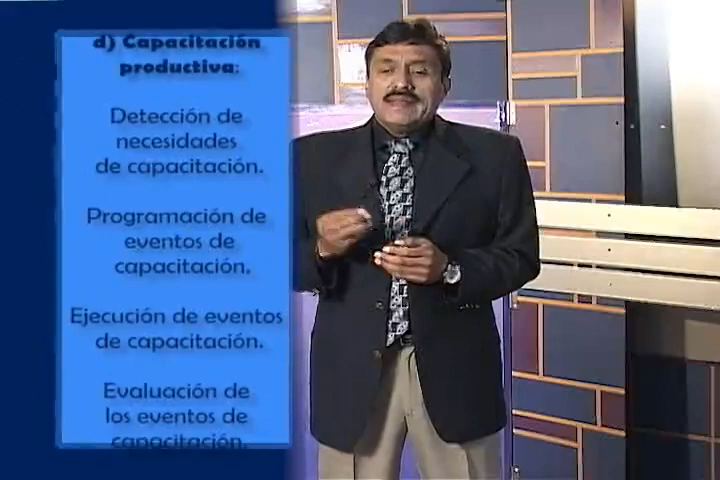 d) Capacitación
productiva:
Detección de
necesidades
de capacitación.
Programación de
eventos de
capacitación.
Ejecución de eventos
de capacitación.
Evaluación de
los eventos de
capacitación.